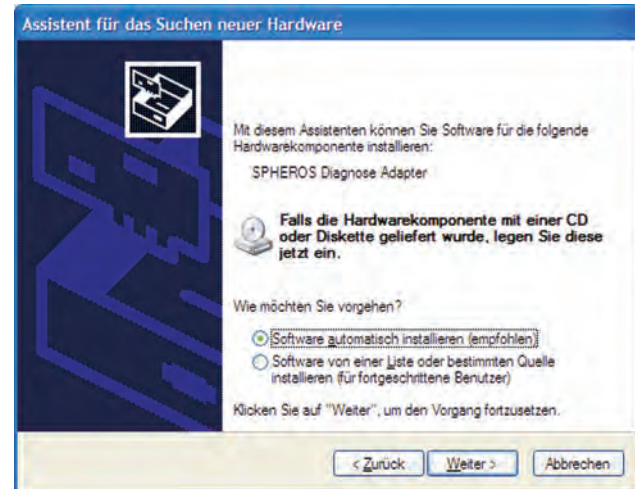 Assistent für das Suchen neuer Hardware
Mit diesem Assistenten können Sie Software für die folgende
Hardwarekomponente installieren:
SPHEROS Diagnose Adapter
Falls die Hardwarekomponente mit einer CD
oder Diskette geliefert wurde, legen Sie diese
jetzt ein.
Wie möchten Sie vorgehen?
Software automatisch installieren (empfohlen)
Software von einer Liste oder bestimmten Quelle
installieren (für fortgeschrittene Benutzer)
Klicken Sie auf "Weiter", um den Vorgang fortzusetzen.
< Zurück Weiter > Abbrechen